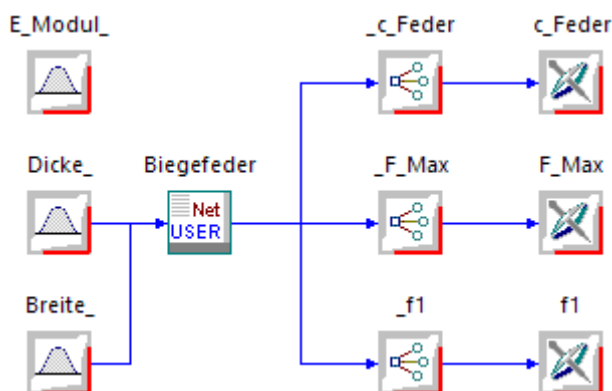 E_Modul_ _c_Feder c_Feder
Dicke_ Biegefeder _F_Max F_Max
Net
USER
Breite_ _f1 f1